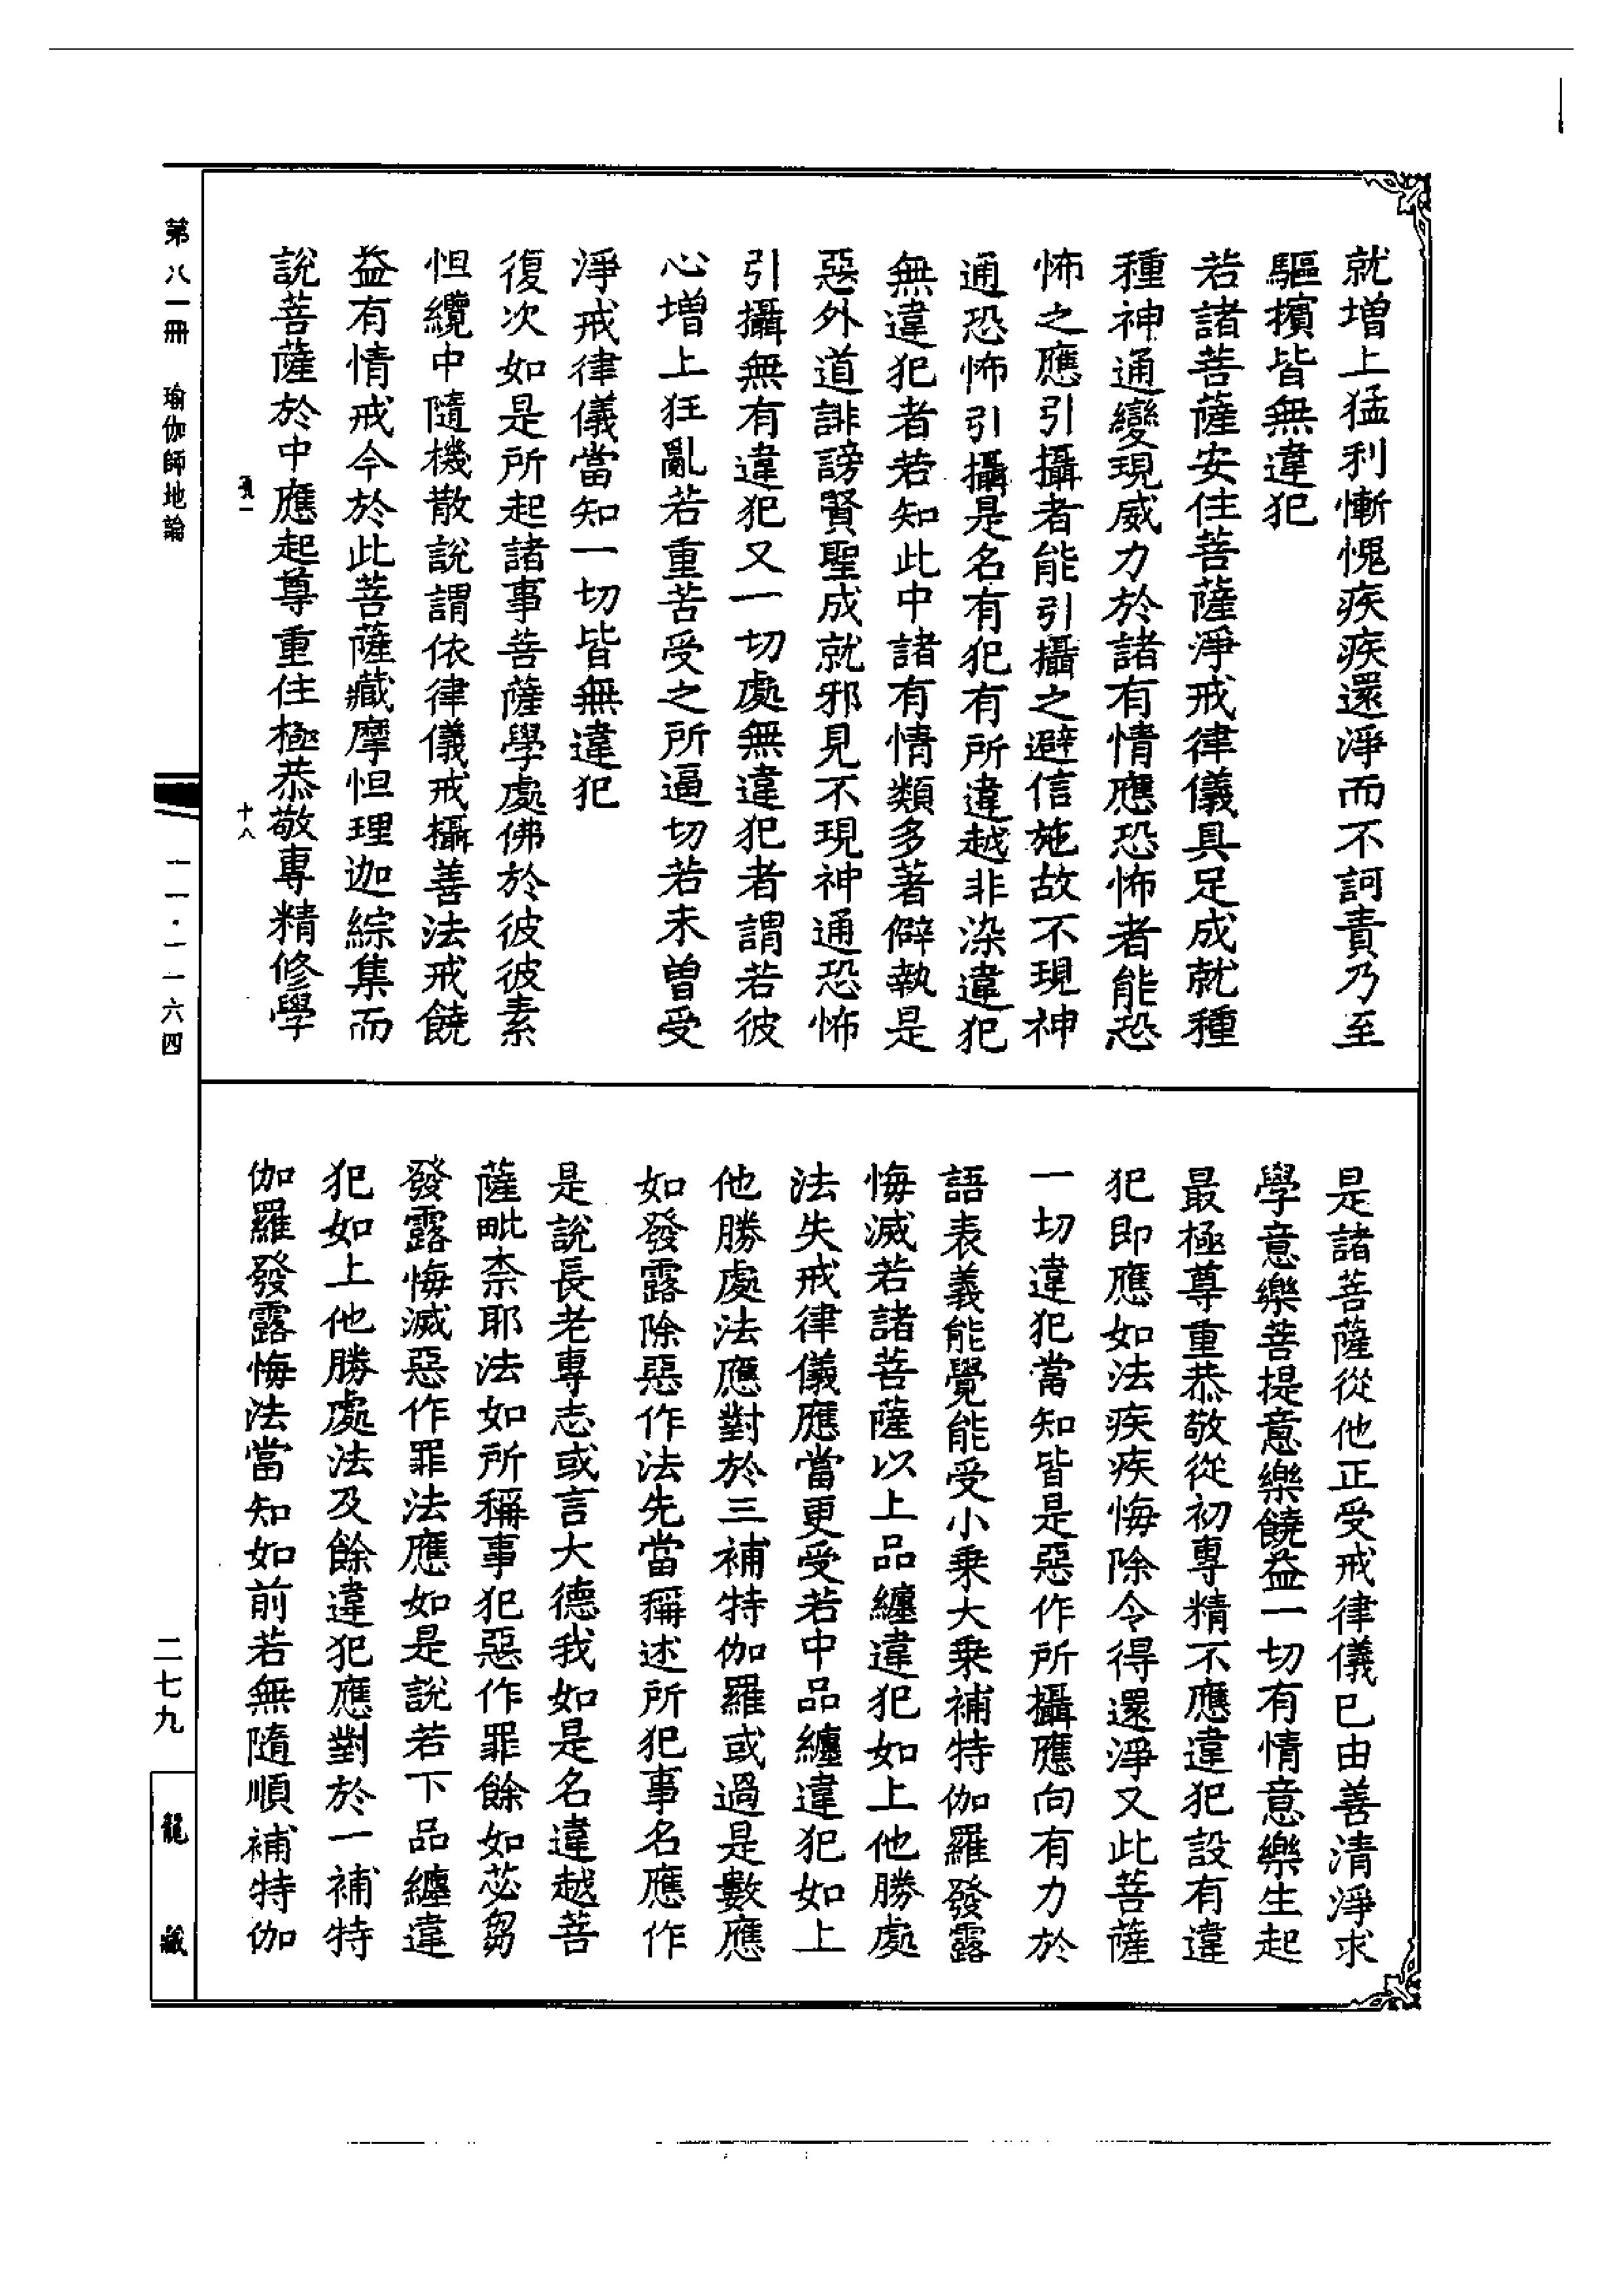 就增上猛利慚愧疾疾還淨而不訶責乃至
驅擯皆無違犯
若諸菩薩安住菩薩淨戒律儀具足成就種
種神通變現威力於諸有情應恐怖者能恐
怖之應引攝者能引攝之避信施故不現神
通恐怖引攝是名有犯有所違越非染違犯
無違犯者若知此中諸有情類多著僻執是
惡外道誹謗賢聖成就邪見不現神通恐怖
引攝無有違犯又一切處無違犯者謂若彼
心增上狂亂若重苦受之所逼切若未曾受
淨戒律儀當知一切皆無違犯
復次如是所起諸事菩薩學處佛於彼彼素
怛纜中隨機散說謂依律儀戒攝善法戒饒
益有情戒今於此菩薩藏摩怛理迦綜集而
說菩薩於中應起尊重住極恭敬專精修學
十八
是諸菩薩從他正受戒律儀已由善清淨求
學意樂菩提意樂饒益一切有情意樂生起
最極尊重恭敬從初專精不應違犯設有違
犯即應如法疾疾悔除令得還淨又此菩薩
一切違犯當知皆是惡作所攝應向有力於
語表義能覺能受小乗大乗補特伽羅發露
悔滅若諸菩薩以上品纏違犯如上他勝處
法失戒律儀應當更受若中品纏違犯如上
他勝處法應對於三補特伽羅或過是數應
如發露除惡作法先當稱述所犯事名應作
是說長老專志或言大德我如是名違越菩
薩毗柰耶法如所稱事犯惡作罪餘如苾芻
發露悔滅惡作罪法應如是說若下品纏違
犯如上他勝處法及餘違犯應對於一補特
伽羅發露悔法當知如前若無隨順補特伽
第八一冊 瑜伽師地論
一一·一一六四
二七九
龍藏